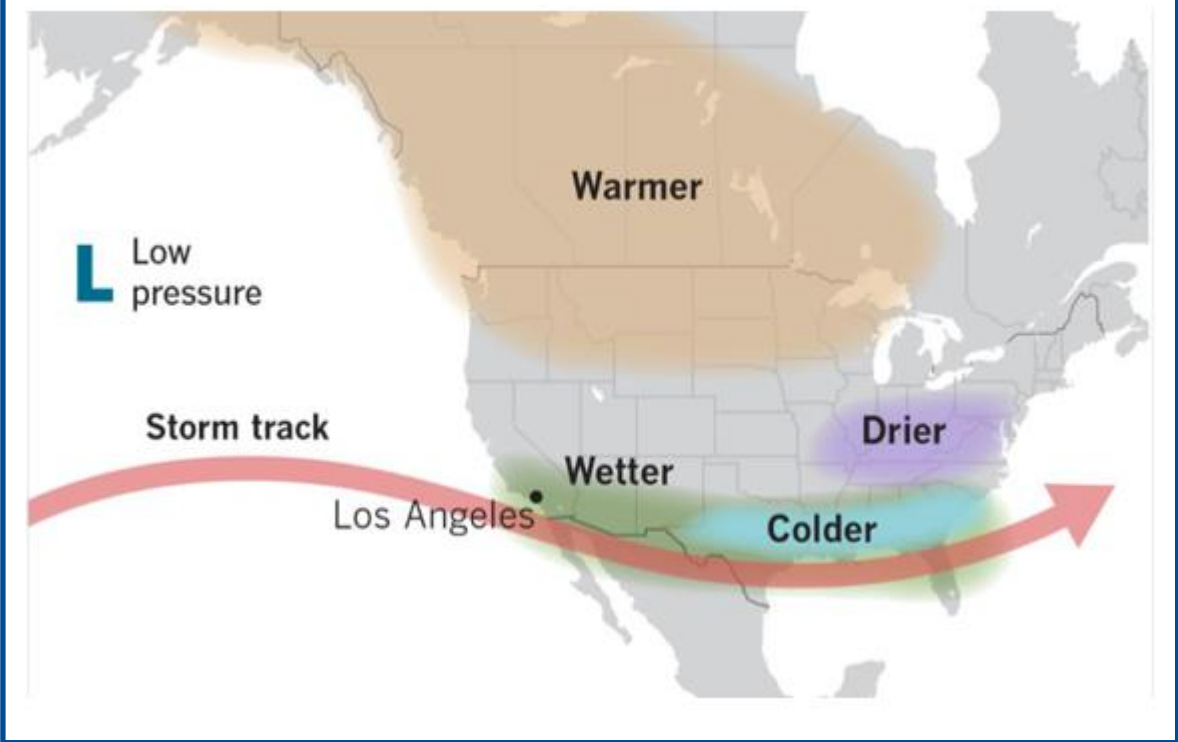 Warmer
Low
pressure
Storm track
Drier
Wetter
Los Angeles
Colder